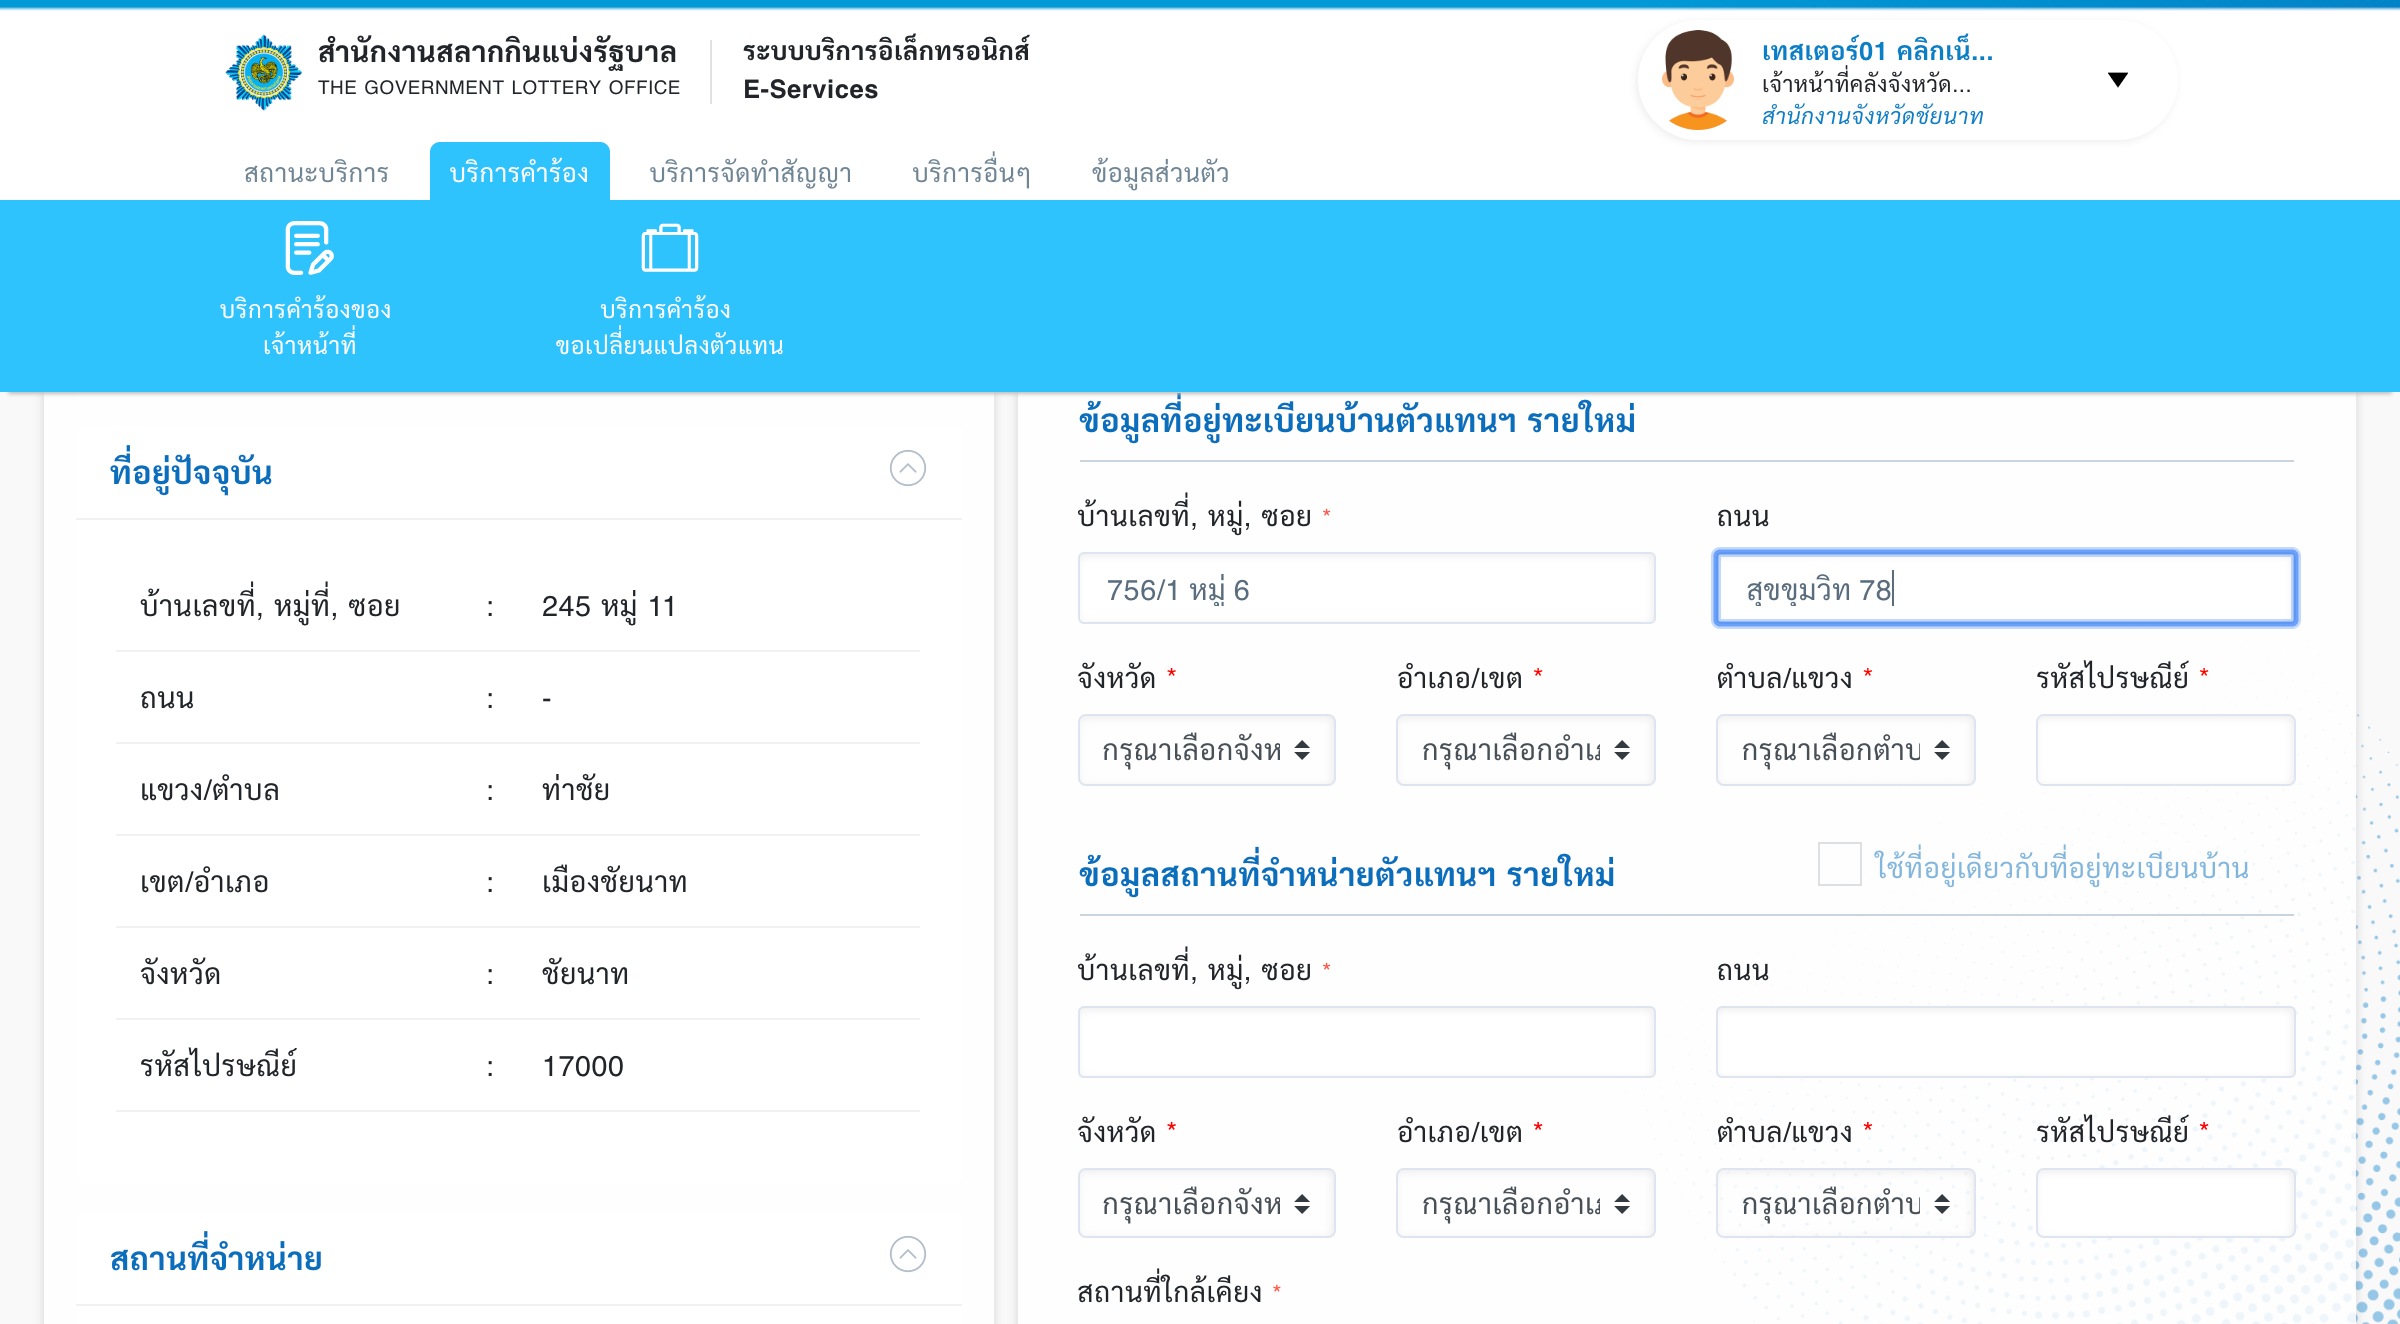 สำนักงานสลากกินแบ่งรัฐบาล
THE GOVERNMENT LOTTERY OFFICE
ระบบบริการอิเล็กทรอนิกส์
E-Services
เทสเตอร์01 คลิกเน็...
เจ้าหน้าที่คลังจังหวัด...
สำนักงานจังหวัดชัยนาท
สถานะบริการ บริการคำร้อง บริการจัดทำสัญญา บริการอื่นๆ ข้อมูลส่วนตัว
บริการคำร้องของ
เจ้าหน้าที่
บริการคำร้อง
ขอเปลี่ยนแปลงตัวแทน
ที่อยู่ปัจจุบัน
บ้านเลขที่, หมู่ที่, ซอย : 245 หมู่ 11
ถนน : -
แขวง/ตำบล : ท่าชัย
เขต/อำเภอ : เมืองชัยนาท
จังหวัด : ชัยนาท
รหัสไปรษณีย์ : 17000
สถานที่จำหน่าย
ข้อมูลที่อยู่ทะเบียนบ้านตัวแทนฯ รายใหม่
บ้านเลขที่, หมู่, ซอย * ถนน
756/1 หมู่ 6 สุขขุมวิท 78
จังหวัด * อำเภอ/เขต * ตำบล/แขวง * รหัสไปรษณีย์ *
กรุณาเลือกจังห กรุณาเลือกอำเภ กรุณาเลือกตำบ
ข้อมูลสถานที่จำหน่ายตัวแทนฯ รายใหม่ ใช้ที่อยู่เดียวกับที่อยู่ทะเบียนบ้าน
บ้านเลขที่, หมู่, ซอย * ถนน
จังหวัด * อำเภอ/เขต * ตำบล/แขวง * รหัสไปรษณีย์ *
กรุณาเลือกจังห กรุณาเลือกอำเภ กรุณาเลือกตำบ
สถานที่ใกล้เคียง *